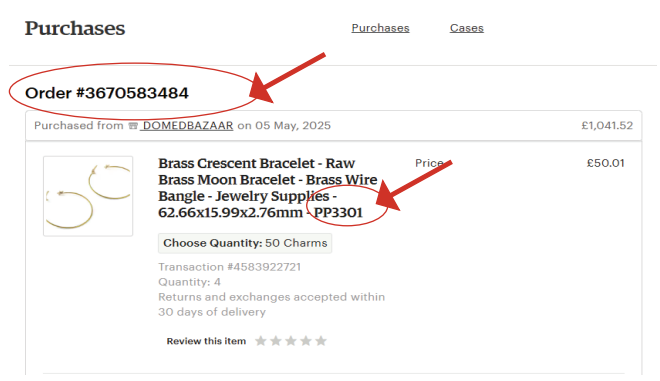 Purchases
Purchases Cases
Order #3670583484
Purchased from DOMEDBAZAAR on 05 May, 2025 £1,041.52
Brass Crescent Bracelet - Raw Price £50.01
Brass Moon Bracelet - Brass Wire
Bangle - Jewelry Supplies -
62.66x15.99x2.76mm - PP3301
Choose Quantity: 50 Charms
Transaction #4583922721
Quantity: 4
Returns and exchanges accepted within
30 days of delivery
Review this item